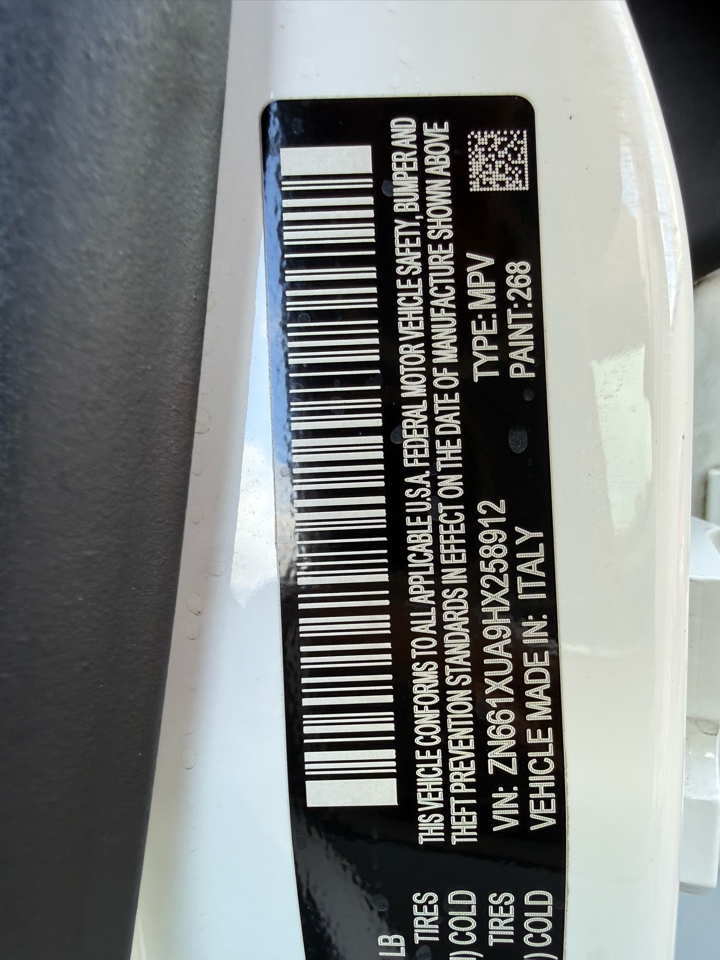 LB
TIRES
) COLD
TIRES
) COLD
THIS VEHICLE CONFORMS TO ALL APPLICABLE U.S.A. FEDERAL MOTOR VEHICLE SAFETY, BUMPER AND
THEFT PREVENTION STANDARDS IN EFFECT ON THE DATE OF MANUFACTURE SHOWN ABOVE
VIN: ZN661XUA9HX258912 TYPE:MPV
VEHICLE MADE IN: ITALY PAINT:268